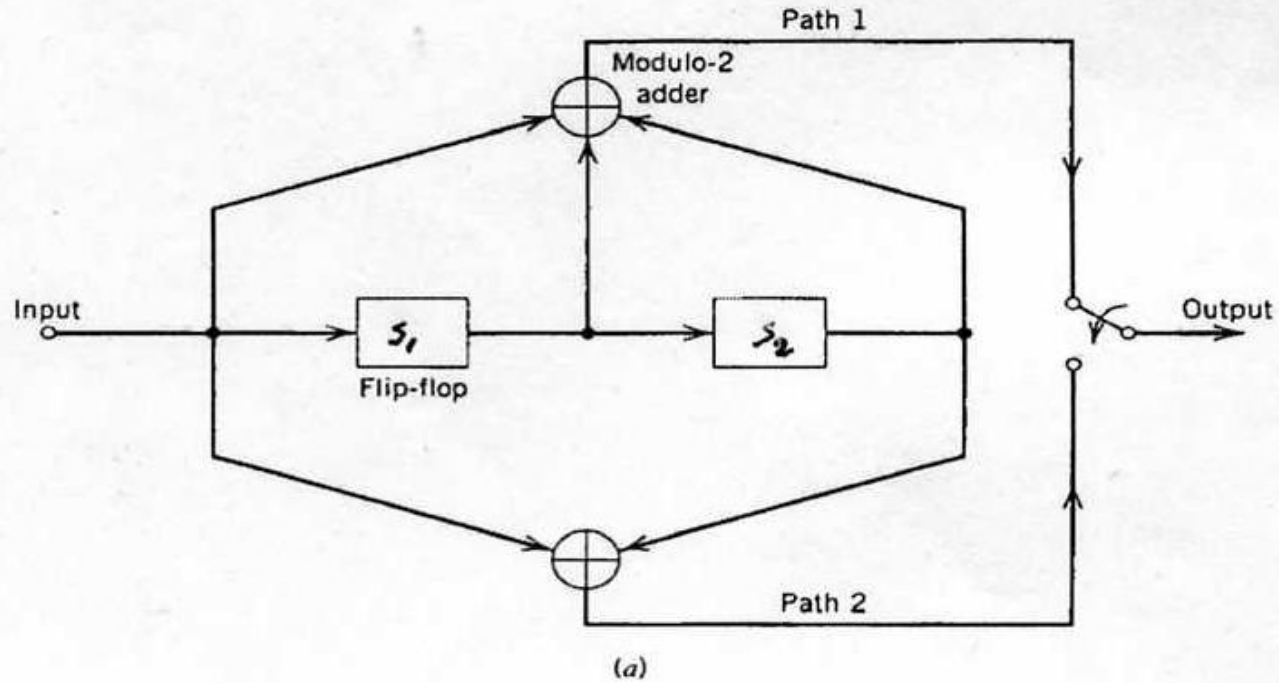 Path 1
Modulo-2
adder
Input
S1
S2
Output
Flip-flop
Path 2
(a)